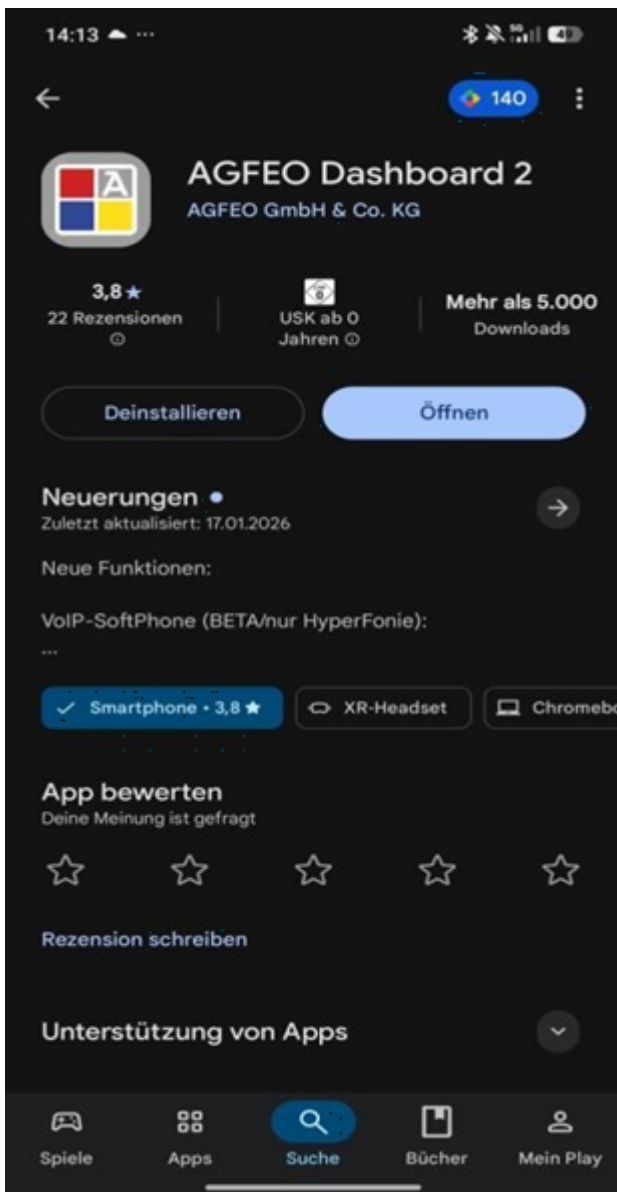 14:13 ...
5G
140
A
AGFEO Dashboard 2
AGFEO GmbH & Co. KG
3,8 ★
22 Rezensionen
0
USK ab 0
Jahren
Mehr als 5.000
Downloads
Deinstallieren
Öffnen
Neuerungen
Zuletzt aktualisiert: 17.01.2026
Neue Funktionen:
VoIP-SoftPhone (BETA/nur HyperFonie):
...
Smartphone • 3,8 ★
XR-Headset
Chromebo
App bewerten
Deine Meinung ist gefragt
Rezension schreiben
Unterstützung von Apps
Spiele
Apps
Suche
Bücher
Mein Play